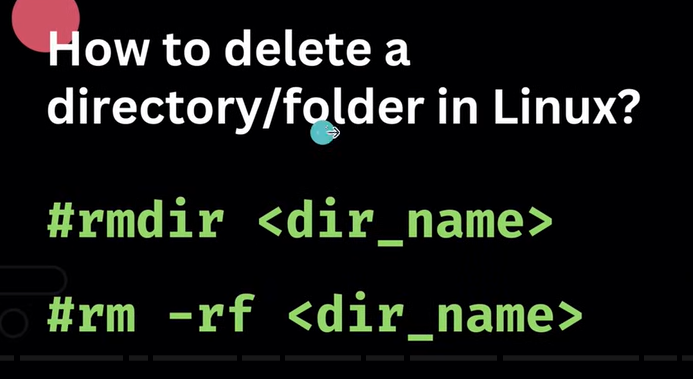 How to delete a
directory/folder in Linux?
#rmdir <dir_name>
#rm -rf <dir_name>